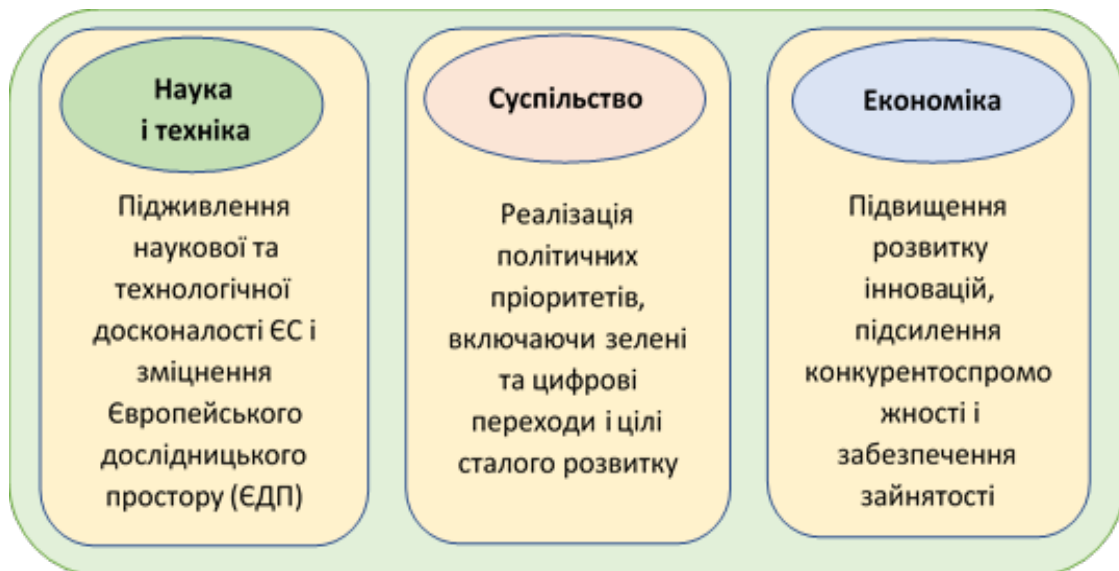 Наука
і техніка
Підживлення
наукової та
технологічної
досконалості ЄС і
зміцнення
Європейського
дослідницького
простору (ЄДП)
Суспільство
Реалізація
політичних
пріоритетів,
включаючи зелені
та цифрові
переходи і цілі
сталого розвитку
Економіка
Підвищення
розвитку
інновацій,
підсилення
конкурентоспромо
жності і
забезпечення
зайнятості